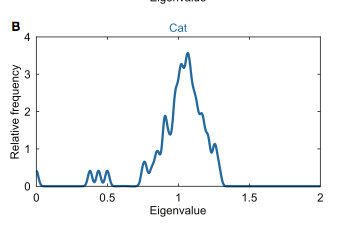 Eigenvalue
B
Cat
Relative frequency
4
3
2
1
0
0 0.5 1 1.5 2
Eigenvalue